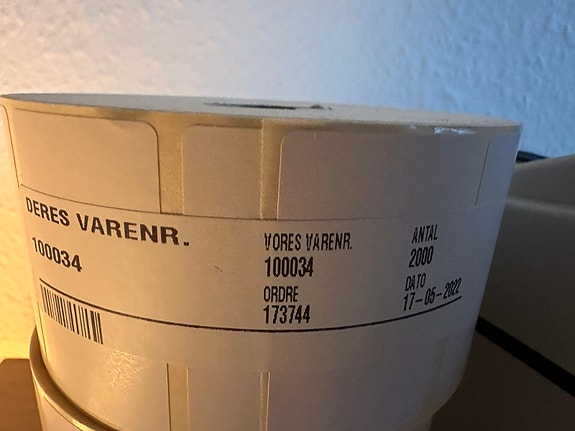 DERES VARENR.
100034
VORES VARENR.
100034
ORDRE
173744
ANTAL
2000
DATO
17-05-2022